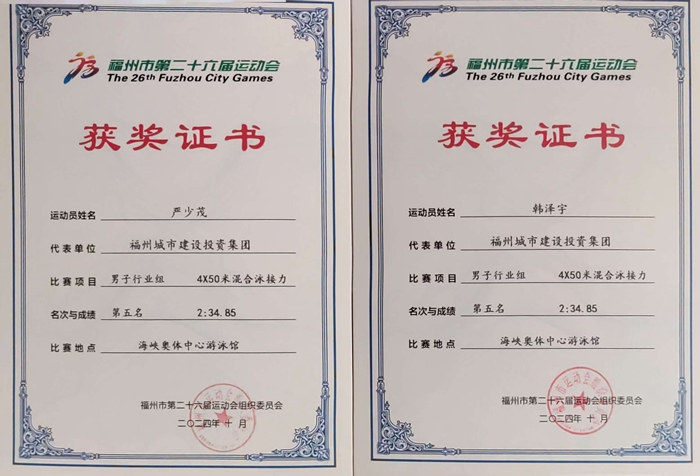 福州市第二十六届运动会
The 26th Fuzhou City Games
获奖证书
运动员姓名 严少茂
代表单位 福州城市建设投资集团
比赛项目 男子行业组 4X50米混合泳接力
名次与成绩 第五名 2:34.85
比赛地点 海峡奥体中心游泳馆
福州市第二十六届运动会组织委员会
二〇二四年 十 月
福州市第二十六届运动会
The 26th Fuzhou City Games
获奖证书
运动员姓名 韩泽宇
代表单位 福州城市建设投资集团
比赛项目 男子行业组 4X50米混合泳接力
名次与成绩 第五名 2:34.85
比赛地点 海峡奥体中心游泳馆
福州市第二十六届运动会组织委员会
二〇二四年 十 月